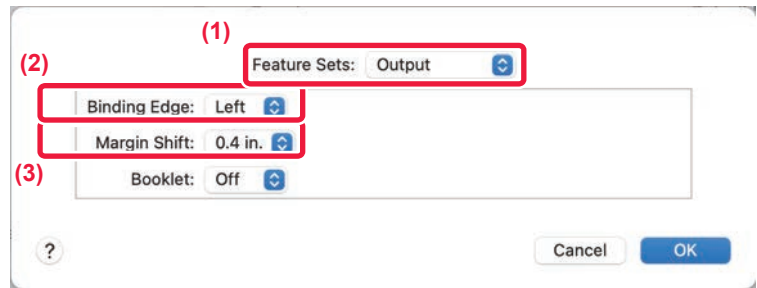 (1)
(2)
Feature Sets: Output
Binding Edge: Left
Margin Shift: 0.4 in.
(3)
Booklet: Off
? Cancel OK